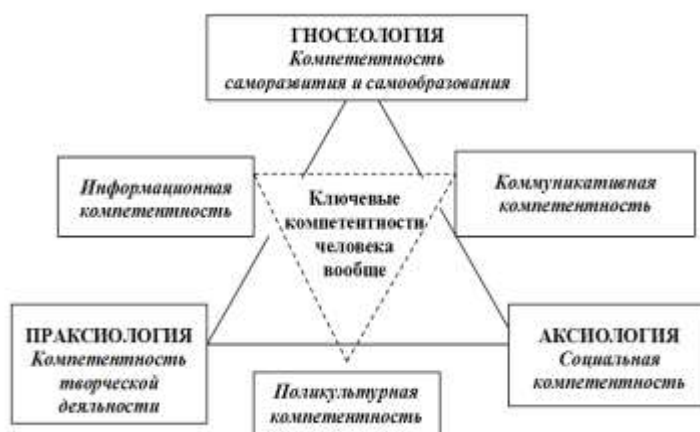 ГНОСЕОЛОГИЯ
Компетентность
саморазвития и самообразования
Информационная
компетентность
Ключевые
компетентности
человека
вообще
Коммуникативная
компетентность
ПРАКСИОЛОГИЯ
Компетентность
творческой
деяльности
Поликультурная
компетентность
АКСИОЛОГИЯ
Социальная
компетентность